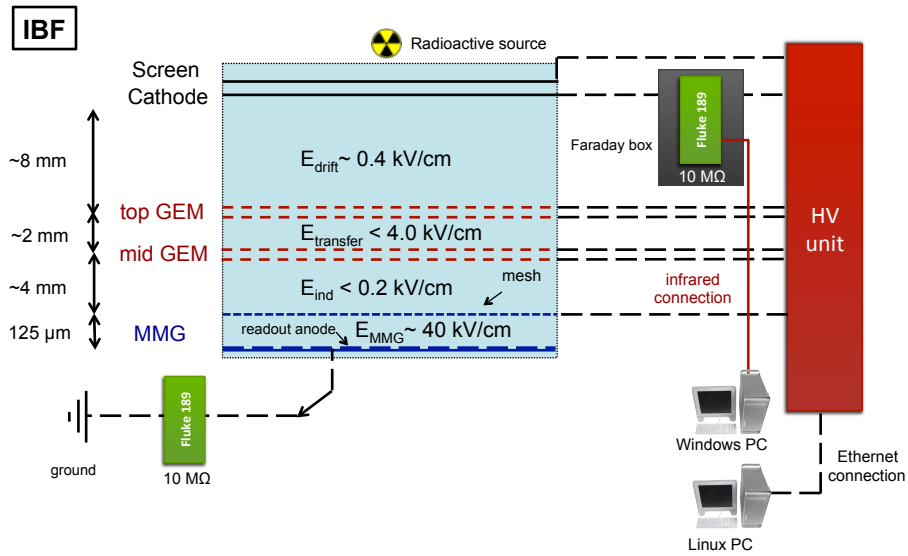 IBF
Radioactive source
Screen
Cathode
Fluke 189
Faraday box
10 MΩ
~8 mm
E_drift ~ 0.4 kV/cm
top GEM
HV
unit
~2 mm
E_transfer < 4.0 kV/cm
mid GEM
~4 mm
E_ind < 0.2 kV/cm
mesh
infrared
connection
125 µm
MMG
readout anode
E_MMG ~ 40 kV/cm
Fluke 189
ground
10 MΩ
Windows PC
Ethernet
connection
Linux PC